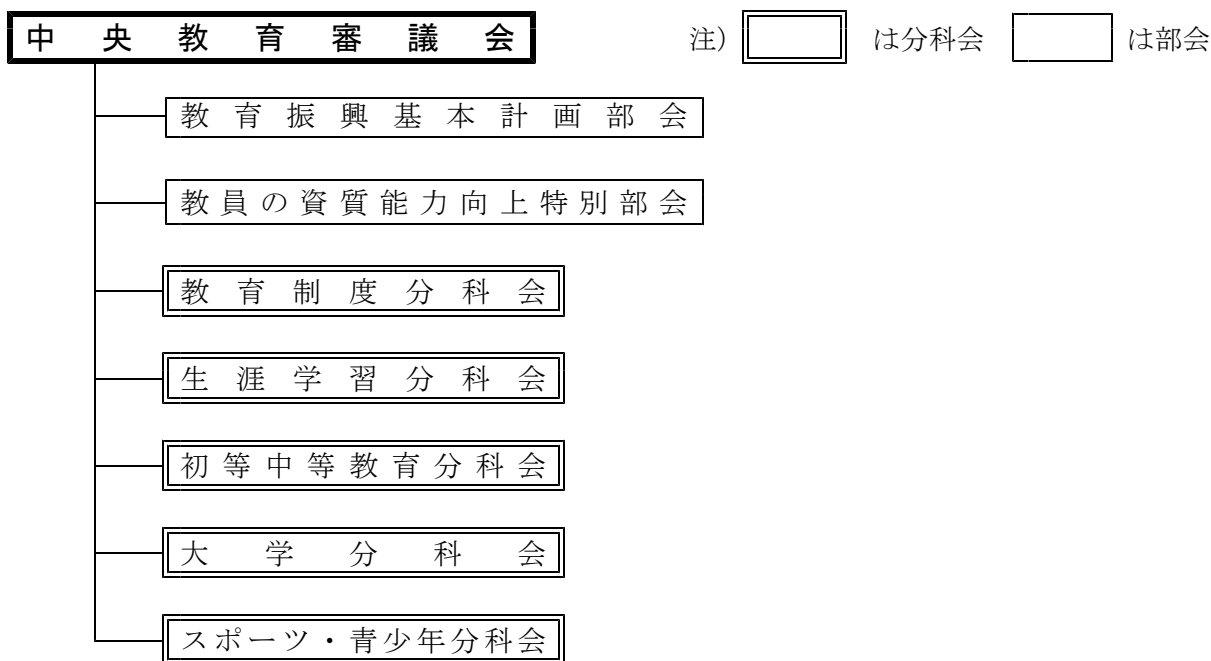 中央教育審議会
注） は分科会 は部会
教育振興基本計画部会
教員の資質能力向上特別部会
教育制度分科会
生涯学習分科会
初等中等教育分科会
大学分科会
スポーツ・青少年分科会